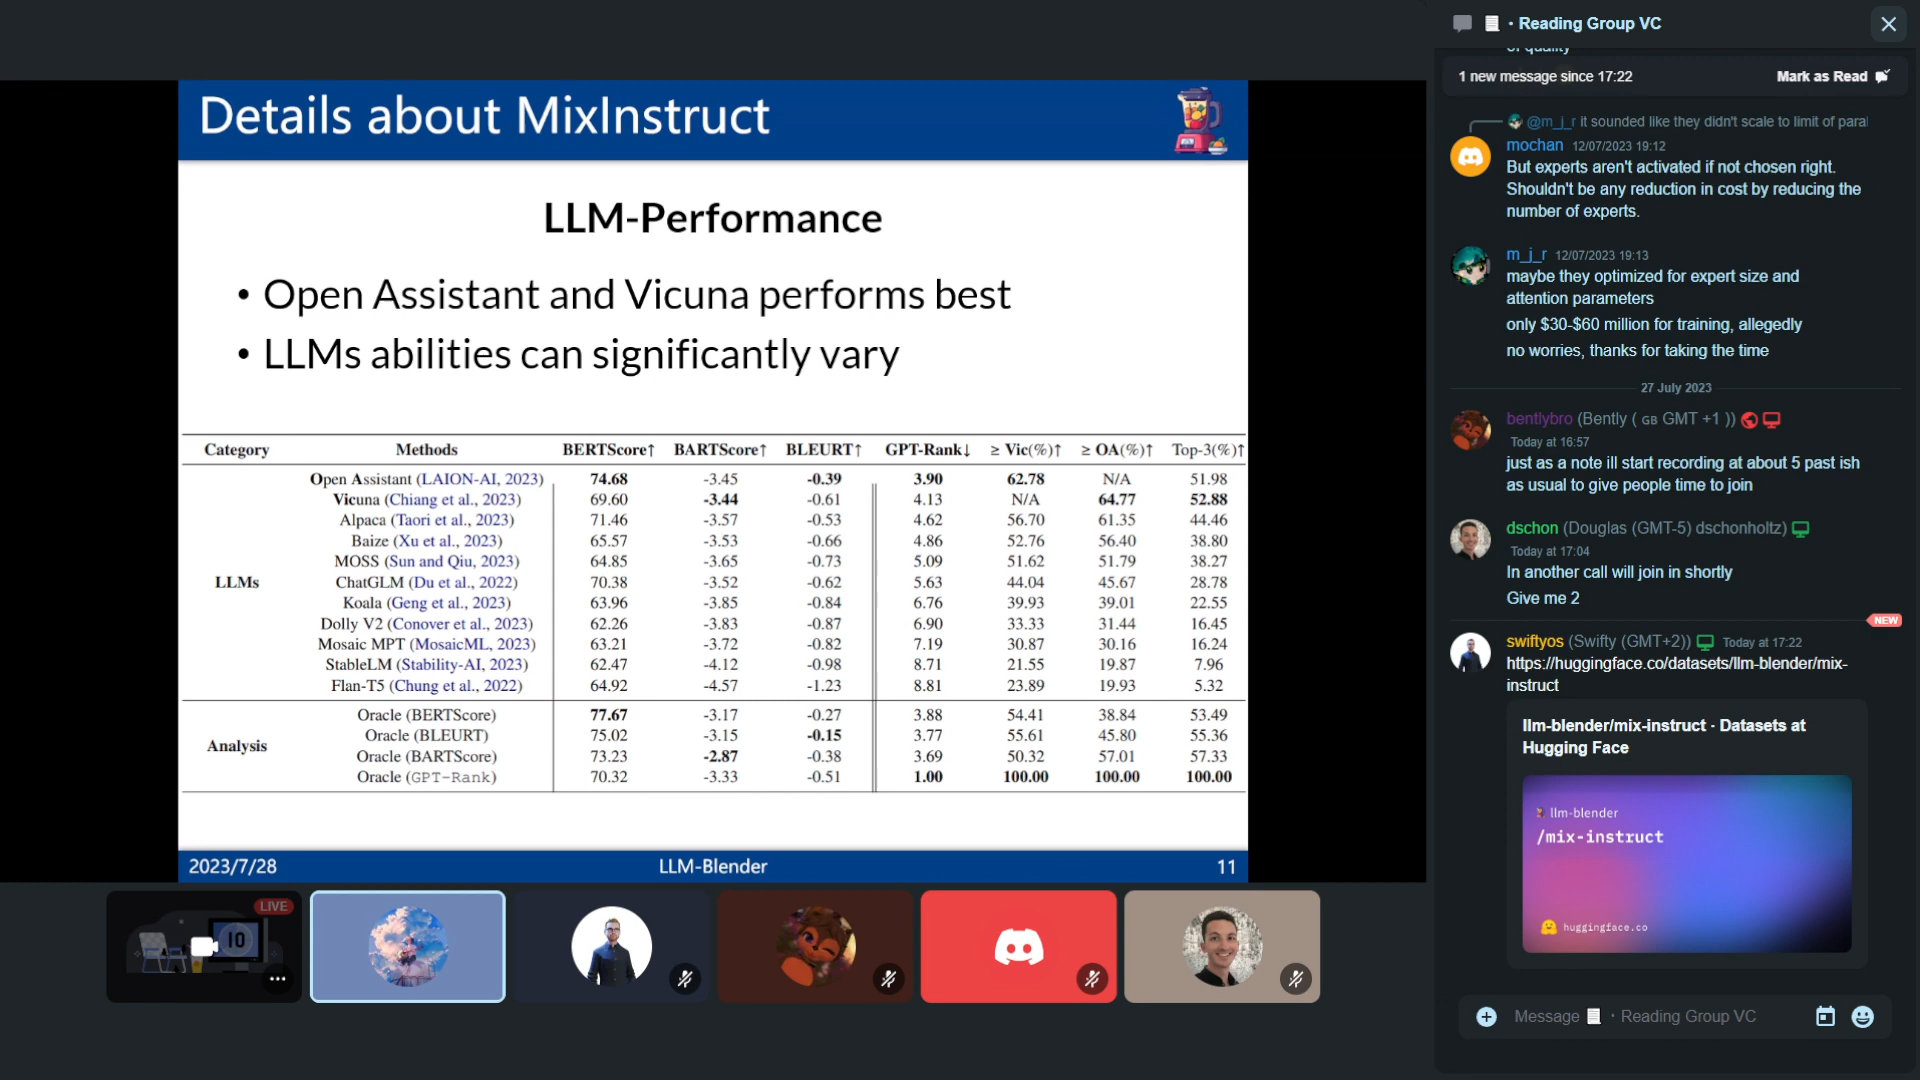 Details about MixInstruct
LLM-Performance
• Open Assistant and Vicuna performs best
• LLMs abilities can significantly vary
Category Methods BERTScore↑ BARTScore↑ BLEURT↑ GPT-Rank↓ ≥ Vic(%)↑ ≥ OA(%)↑ Top-3(%)↑
Open Assistant (LAION-AI, 2023) 74.68 -3.45 -0.39 3.90 62.78 N/A 51.98
Vicuna (Chiang et al., 2023) 69.60 -3.44 -0.61 4.13 N/A 64.77 52.88
Alpaca (Taori et al., 2023) 71.46 -3.57 -0.53 4.62 56.70 61.35 44.46
Baize (Xu et al., 2023) 65.57 -3.53 -0.66 4.86 52.76 56.40 38.80
MOSS (Sun and Qiu, 2023) 64.85 -3.65 -0.73 5.09 51.62 51.79 38.27
LLMs ChatGLM (Du et al., 2022) 70.38 -3.52 -0.62 5.63 44.04 45.67 28.78
Koala (Geng et al., 2023) 63.96 -3.85 -0.84 6.76 39.93 39.01 22.55
Dolly V2 (Conover et al., 2023) 62.26 -3.83 -0.87 6.90 33.33 31.44 16.45
Mosaic MPT (MosaicML, 2023) 63.21 -3.72 -0.82 7.19 30.87 30.16 16.24
StableLM (Stability-AI, 2023) 62.47 -4.12 -0.98 8.71 21.55 19.87 7.96
Flan-T5 (Chung et al., 2022) 64.92 -4.57 -1.23 8.81 23.89 19.93 5.32
Oracle (BERTScore) 77.67 -3.17 -0.27 3.88 54.41 38.84 53.49
Oracle (BLEURT) 75.02 -3.15 -0.15 3.77 55.61 45.80 55.36
Analysis
Oracle (BARTScore) 73.23 -2.87 -0.38 3.69 50.32 57.01 57.33
Oracle (GPT-Rank) 70.32 -3.33 -0.51 1.00 100.00 100.00 100.00
2023/7/28 LLM-Blender 11
LIVE
10
• Reading Group VC
of quality
1 new message since 17:22 Mark as Read
@m_j_r it sounded like they didn't scale to limit of paral
mochan 12/07/2023 19:12
But experts aren't activated if not chosen right.
Shouldn't be any reduction in cost by reducing the
number of experts.
m_j_r 12/07/2023 19:13
maybe they optimized for expert size and
attention parameters
only $30-$60 million for training, allegedly
no worries, thanks for taking the time
27 July 2023
bentlybro (Bently ( GB GMT +1 ))
Today at 16:57
just as a note ill start recording at about 5 past ish
as usual to give people time to join
dschon (Douglas (GMT-5) dschonholtz)
Today at 17:04
In another call will join in shortly
Give me 2
NEW
swiftyos (Swifty (GMT+2)) Today at 17:22
https://huggingface.co/datasets/llm-blender/mix-
instruct
llm-blender/mix-instruct · Datasets at
Hugging Face
llm-blender
/mix-instruct
huggingface.co
Message • Reading Group VC